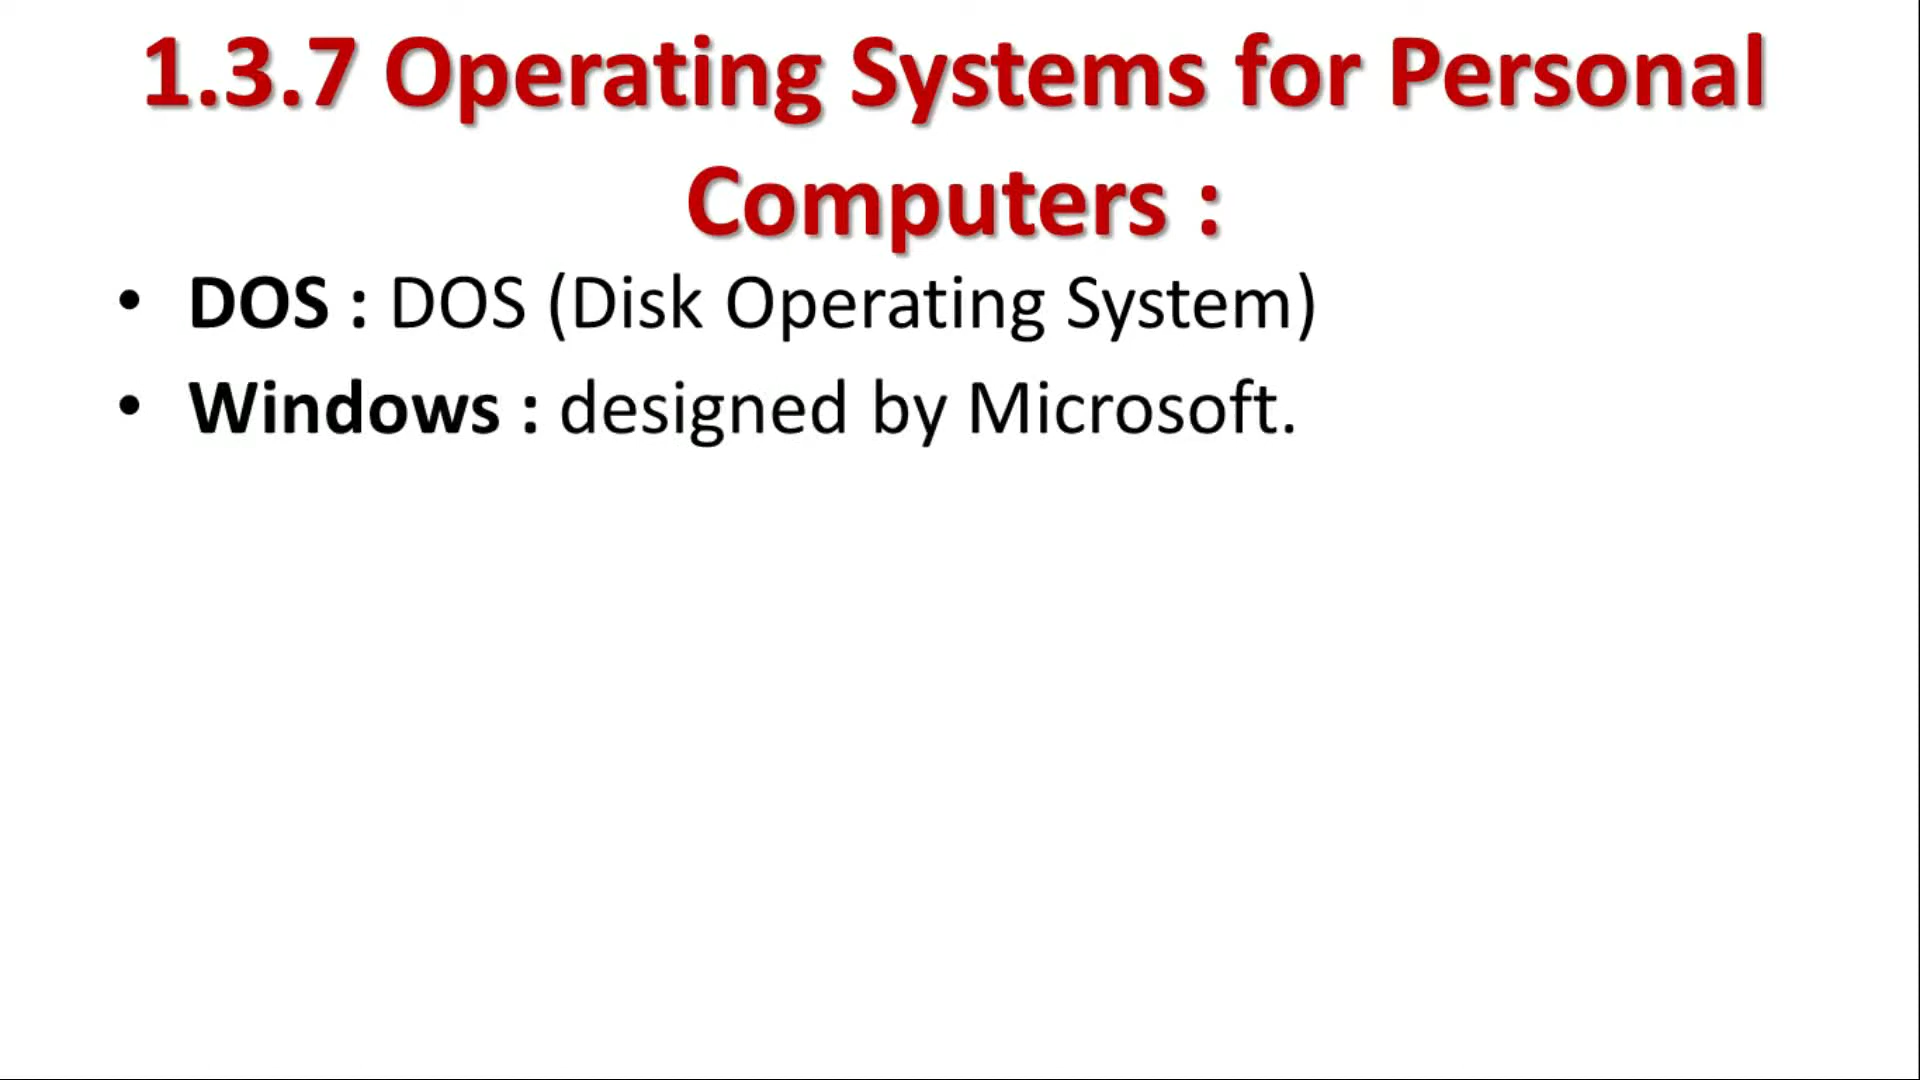 1.3.7 Operating Systems for Personal
Computers :
• DOS : DOS (Disk Operating System)
• Windows : designed by Microsoft.